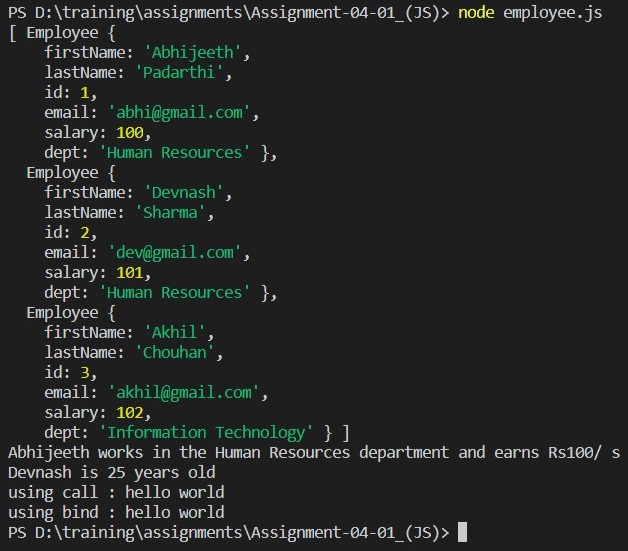 PS D:\training\assignments\Assignment-04-01_(JS)> node employee.js
[ Employee {
    firstName: 'Abhijeeth',
    lastName: 'Padarthi',
    id: 1,
    email: 'abhi@gmail.com',
    salary: 100,
    dept: 'Human Resources' },
  Employee {
    firstName: 'Devnash',
    lastName: 'Sharma',
    id: 2,
    email: 'dev@gmail.com',
    salary: 101,
    dept: 'Human Resources' },
  Employee {
    firstName: 'Akhil',
    lastName: 'Chouhan',
    id: 3,
    email: 'akhil@gmail.com',
    salary: 102,
    dept: 'Information Technology' } ]
Abhijeeth works in the Human Resources department and earns Rs100/ s
Devnash is 25 years old
using call : hello world
using bind : hello world
PS D:\training\assignments\Assignment-04-01_(JS)>